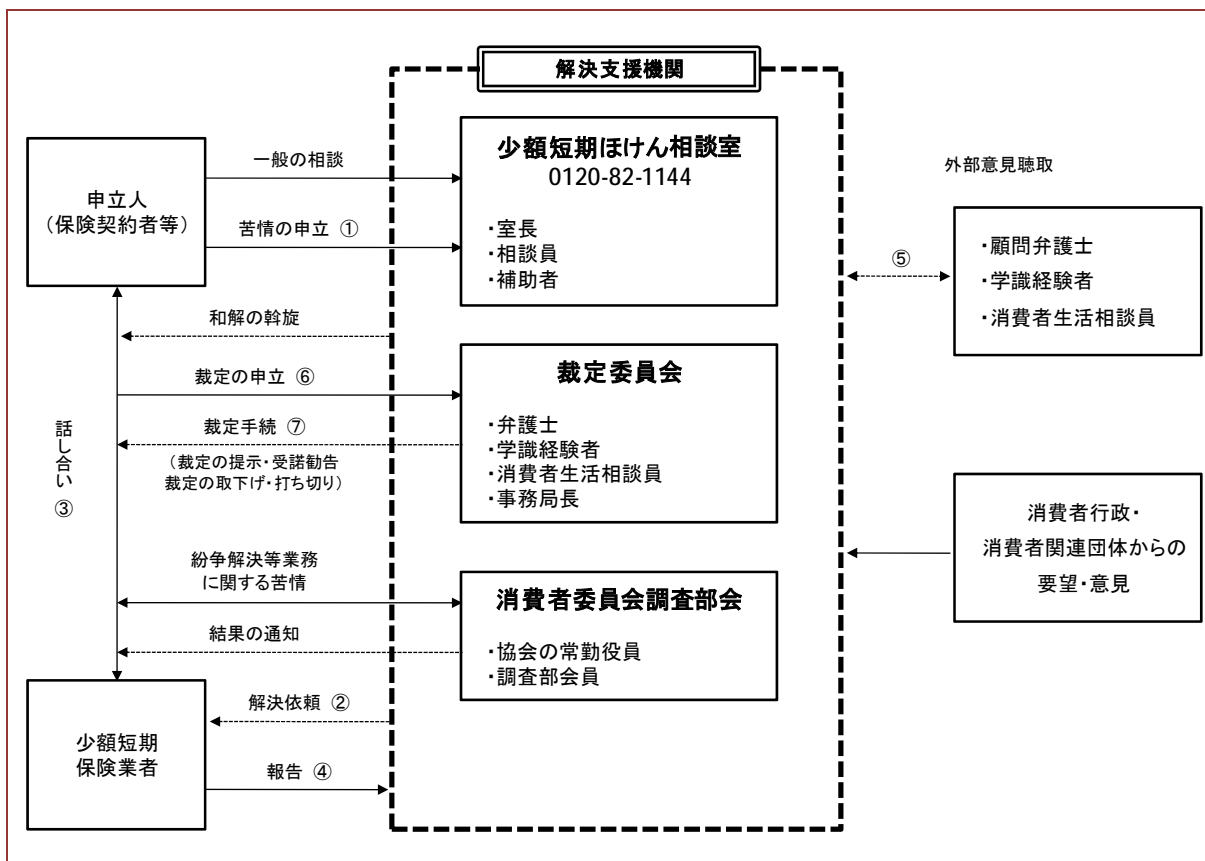 解決支援機関
申立人
（保険契約者等）
一般の相談
苦情の申立 ①
少額短期ほけん相談室
0120-82-1144
・室長
・相談員
・補助者
外部意見聴取
⑤
・顧問弁護士
・学識経験者
・消費者生活相談員
和解の斡旋
裁定の申立 ⑥
裁定手続 ⑦
（裁定の提示・受諾勧告
裁定の取下げ・打ち切り）
話し合い ③
裁定委員会
・弁護士
・学識経験者
・消費者生活相談員
・事務局長
消費者行政・
消費者関連団体からの
要望・意見
紛争解決等業務
に関する苦情
結果の通知
消費者委員会調査部会
・協会の常勤役員
・調査部会員
解決依頼 ②
少額短期
保険業者
報告 ④